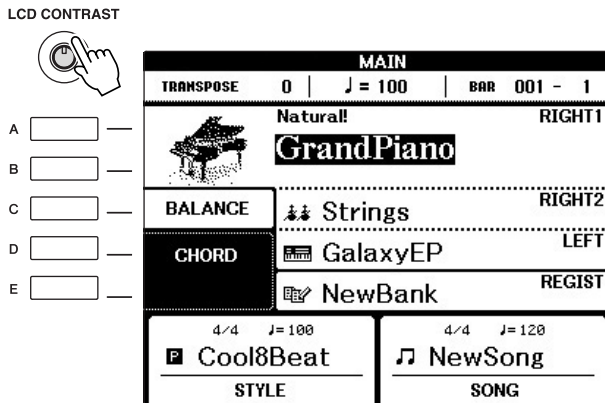 LCD CONTRAST
MAIN
TRANSPOSE 0 ♩= 100 BAR 001 - 1
A
Natural! RIGHT1
GrandPiano
B
C BALANCE Strings RIGHT2
D CHORD GalaxyEP LEFT
E NewBank REGIST
4/4 ♩=100 4/4 ♩=120
P Cool8Beat ♫ NewSong
STYLE SONG